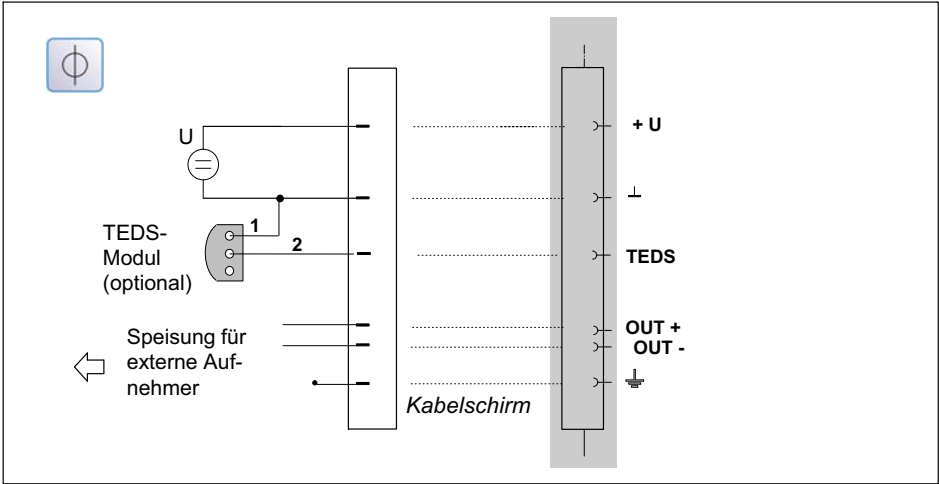 U
+ U
⊥
1
TEDS-
Modul
(optional)
2
TEDS
Speisung für
externe Auf-
nehmer
OUT +
OUT -
Kabelschirm